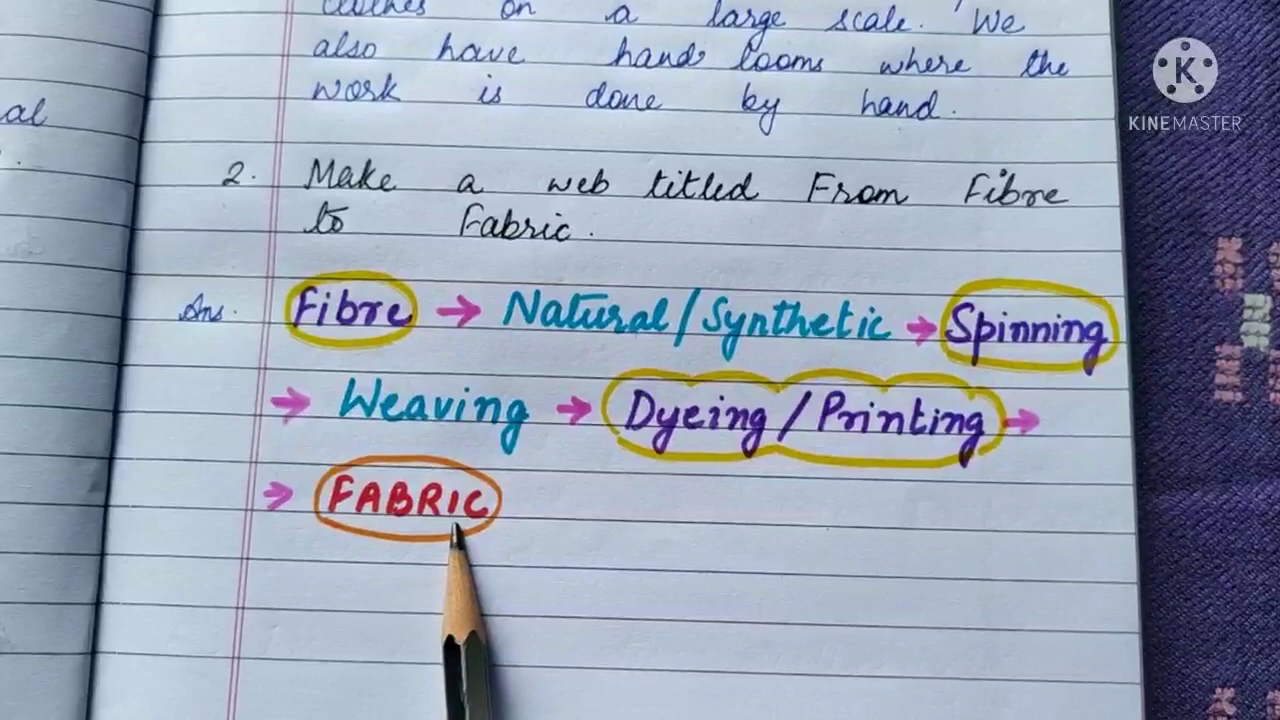 clothes on a large scale. We
also have hand looms where the
work is done by hand.
al
2. Make a web titled From Fibre
to Fabric.
Ans. Fibre → Natural/Synthetic → Spinning
→ Weaving → Dyeing/Printing →
→ FABRIC
K
KINEMASTER